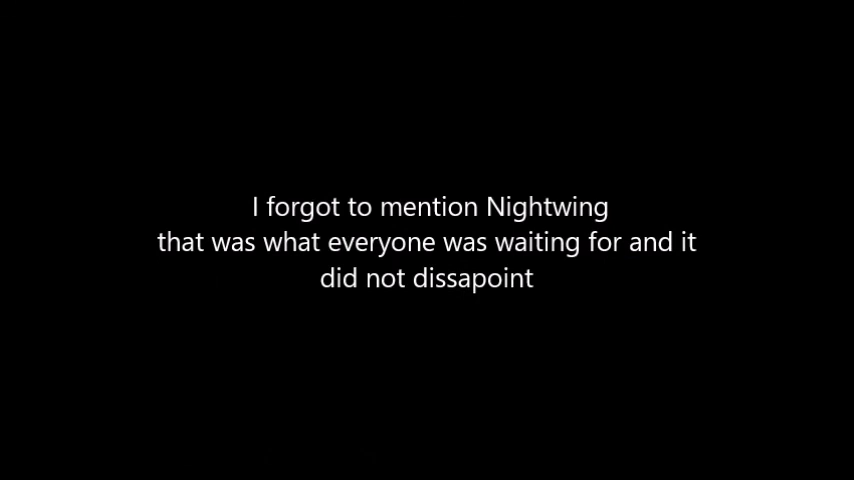 I forgot to mention Nightwing
that was what everyone was waiting for and it
did not dissapoint